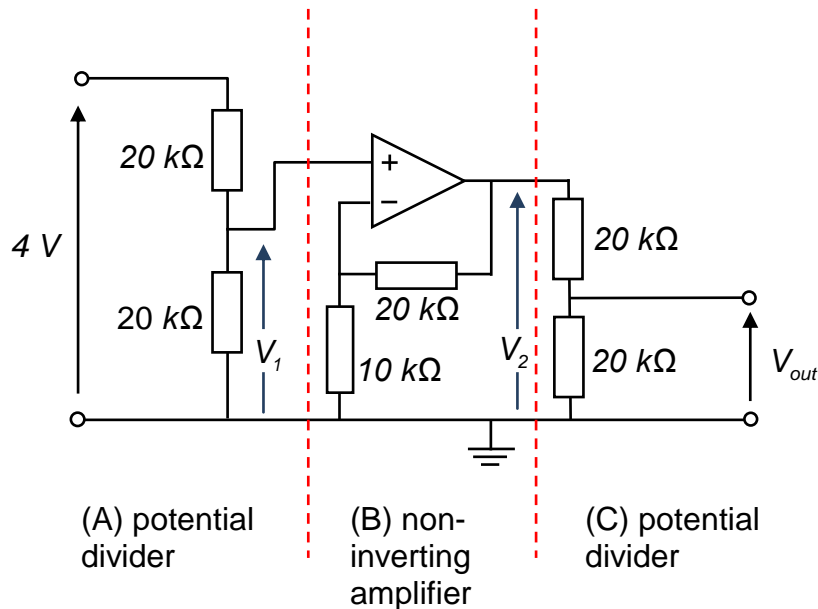 20 kΩ
4 V
20 kΩ
V1
+
−
20 kΩ
10 kΩ
V2
20 kΩ
20 kΩ
Vout
(A) potential
divider
(B) non-
inverting
amplifier
(C) potential
divider